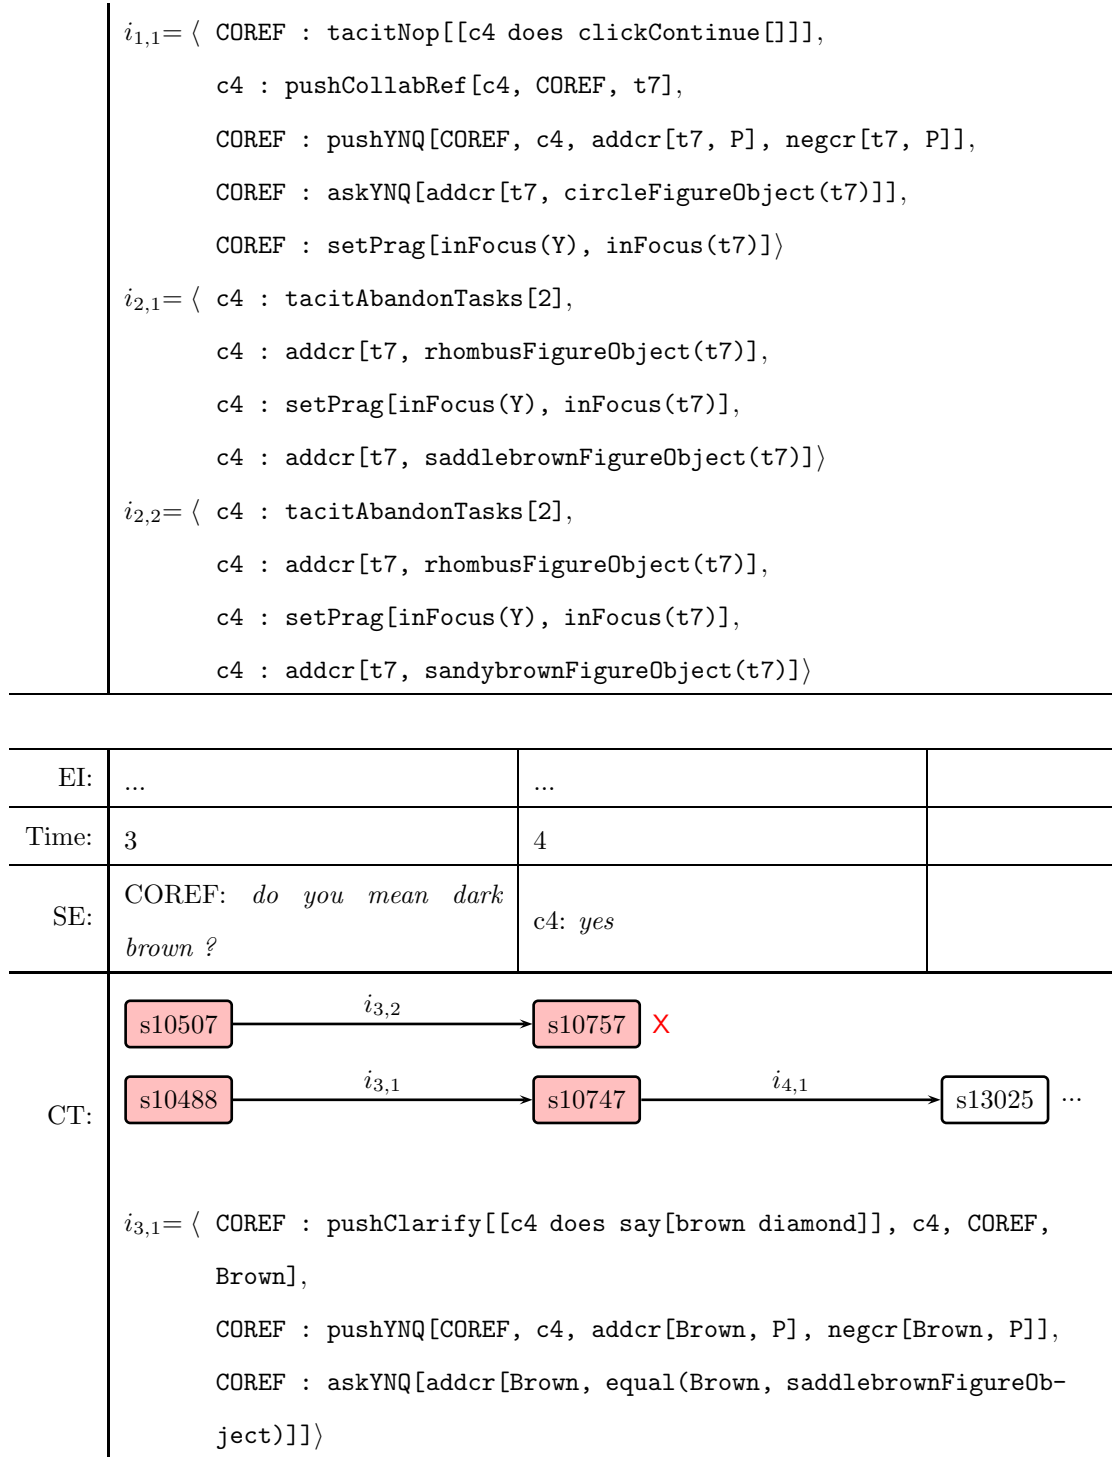 i1,1= ⟨ COREF : tacitNop[[c4 does clickContinue[]]],
c4 : pushCollabRef[c4, COREF, t7],
COREF : pushYNQ[COREF, c4, addcr[t7, P], negcr[t7, P]],
COREF : askYNQ[addcr[t7, circleFigureObject(t7)]],
COREF : setPrag[inFocus(Y), inFocus(t7)]⟩
i2,1= ⟨ c4 : tacitAbandonTasks[2],
c4 : addcr[t7, rhombusFigureObject(t7)],
c4 : setPrag[inFocus(Y), inFocus(t7)],
c4 : addcr[t7, saddlebrownFigureObject(t7)]⟩
i2,2= ⟨ c4 : tacitAbandonTasks[2],
c4 : addcr[t7, rhombusFigureObject(t7)],
c4 : setPrag[inFocus(Y), inFocus(t7)],
c4 : addcr[t7, sandybrownFigureObject(t7)]⟩
EI: ... ...
Time: 3 4
SE: COREF: do you mean dark
brown ?
c4: yes
CT:
s10507 i3,2 s10757 X
s10488 i3,1 s10747 i4,1 s13025 ...
i3,1= ⟨ COREF : pushClarify[[c4 does say[brown diamond]], c4, COREF,
Brown],
COREF : pushYNQ[COREF, c4, addcr[Brown, P], negcr[Brown, P]],
COREF : askYNQ[addcr[Brown, equal(Brown, saddlebrownFigureOb-
ject)]]⟩